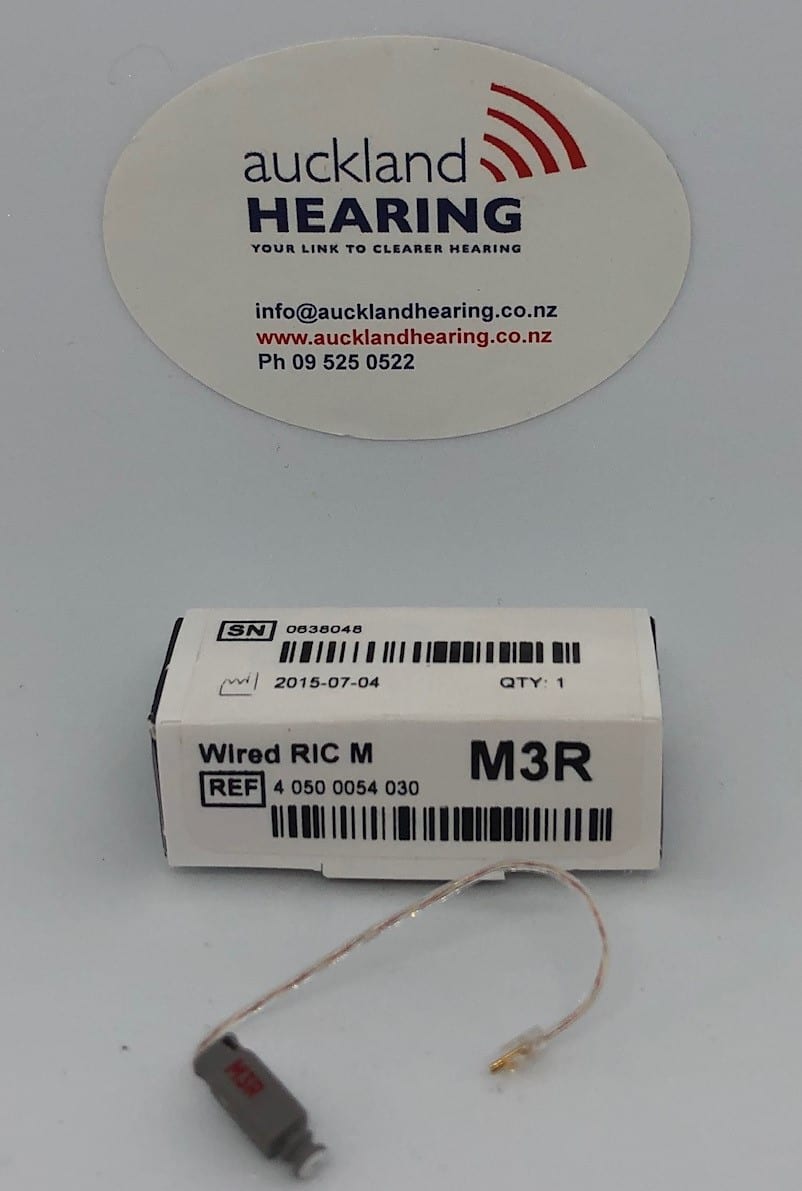 auckland
HEARING
YOUR LINK TO CLEARER HEARING
info@aucklandhearing.co.nz
www.aucklandhearing.co.nz
Ph 09 525 0522
SN 0638048
2015-07-04 QTY: 1
Wired RIC M M3R
REF 4 050 0054 030
M3R